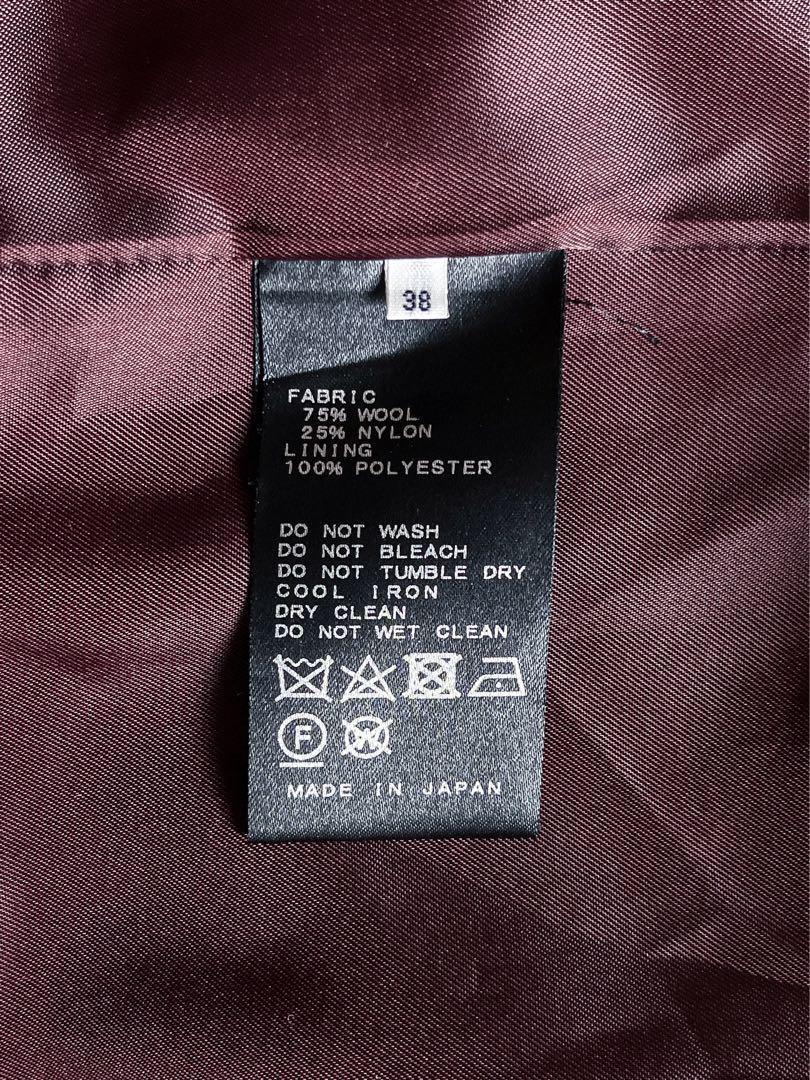 38
FABRIC
75% WOOL
25% NYLON
LINING
100% POLYESTER
DO NOT WASH
DO NOT BLEACH
DO NOT TUMBLE DRY
COOL IRON
DRY CLEAN
DO NOT WET CLEAN
F W
MADE IN JAPAN